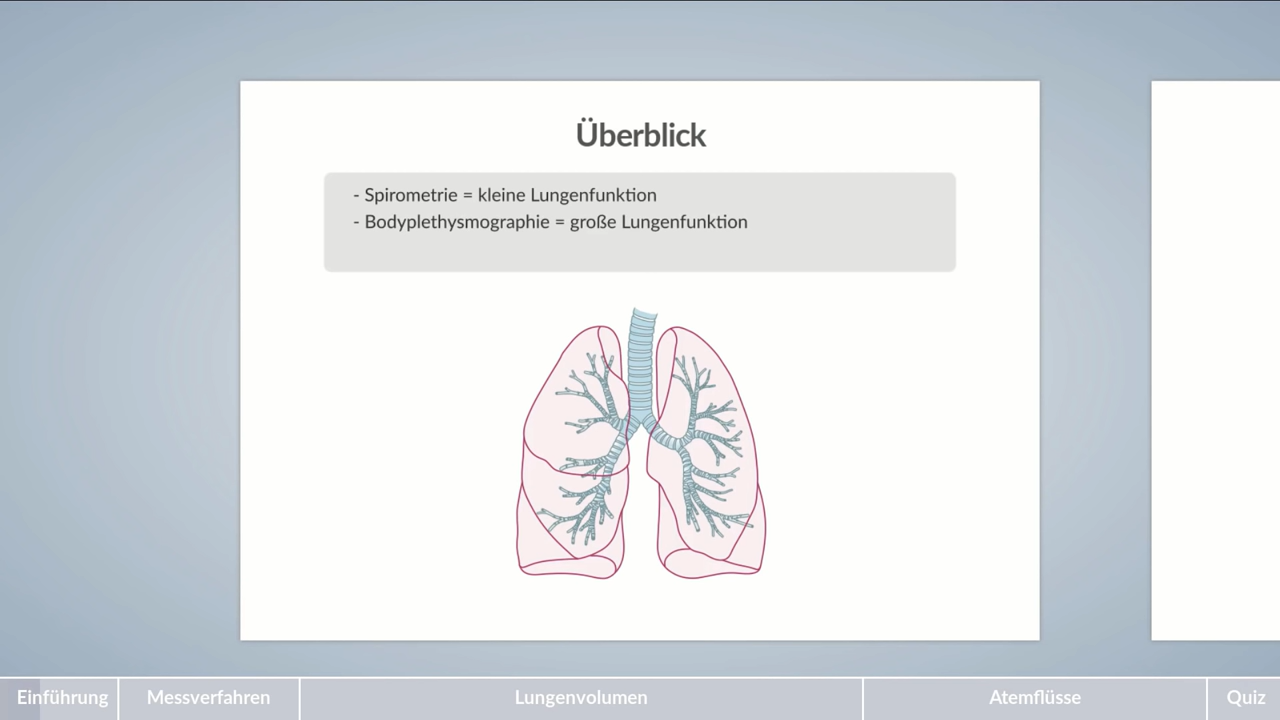 Überblick
- Spirometrie = kleine Lungenfunktion
- Bodyplethysmographie = große Lungenfunktion
Einführung
Messverfahren
Lungenvolumen
Atemflüsse
Quiz